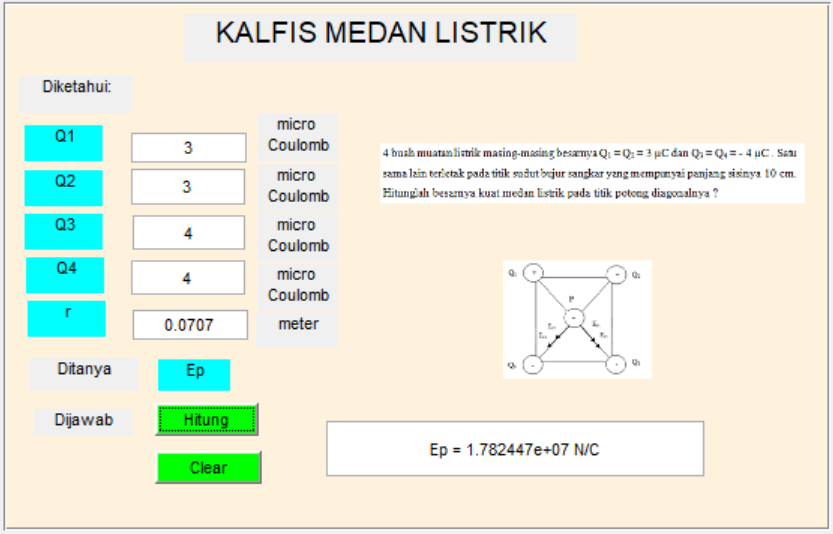 KALFIS MEDAN LISTRIK
Diketahui:
Q1
3
micro
Coulomb
Q2
3
micro
Coulomb
Q3
4
micro
Coulomb
Q4
4
micro
Coulomb
r
0.0707
meter
4 buah muatan listrik masing-masing besarnya Q₁ = Q₂ = 3 μC dan Q₃ = Q₄ = - 4 μC . Satu
sama lain terletak pada titik sudut bujur sangkar yang mempunyai panjang sisinya 10 cm.
Hitunglah besarnya kuat medan listrik pada titik potong diagonalnya ?
P
Ditanya
Ep
Dijawab
Hitung
Clear
Ep = 1.782447e+07 N/C